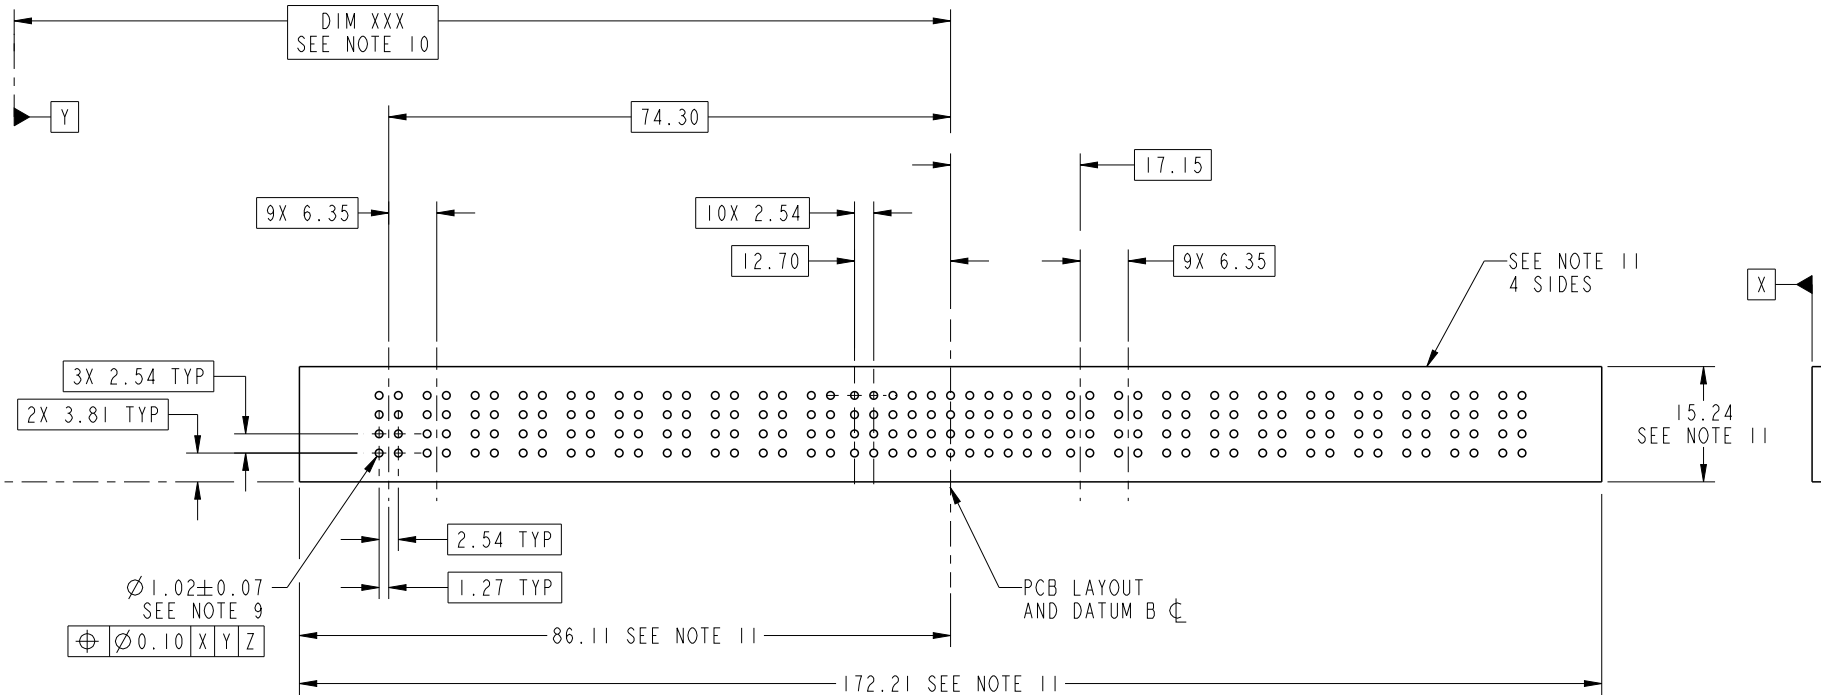 DIM XXX
SEE NOTE 10
Y
74.30
17.15
9X 6.35
10X 2.54
12.70
9X 6.35
SEE NOTE 11
4 SIDES
X
3X 2.54 TYP
2X 3.81 TYP
15.24
SEE NOTE 11
2.54 TYP
Ø1.02±0.07
SEE NOTE 9
1.27 TYP
PCB LAYOUT
AND DATUM B ℄
⌖ Ø0.10 X Y Z
86.11 SEE NOTE 11
172.21 SEE NOTE 11